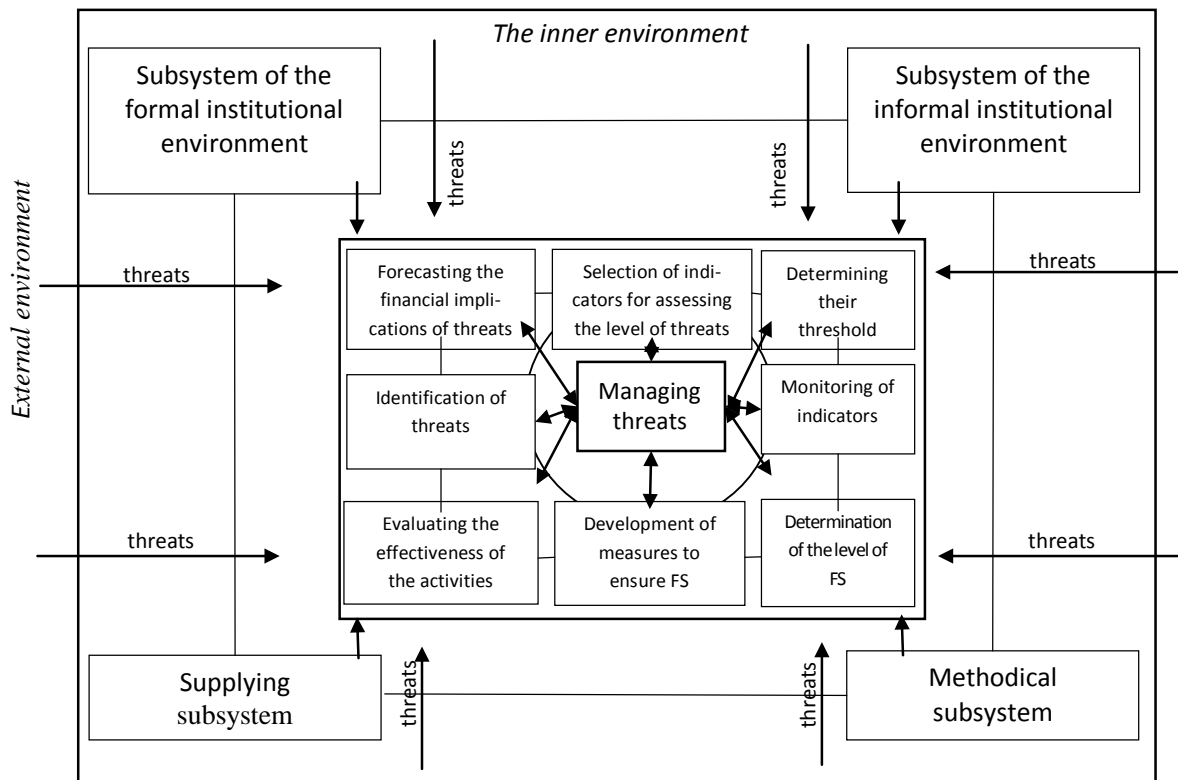 The inner environment
Subsystem of the
formal institutional
environment
Subsystem of the
informal institutional
environment
threats
threats
External environment
threats
threats
Forecasting the
financial impli-
cations of threats
Selection of indi-
cators for assessing
the level of threats
Determining
their
threshold
Identification of
threats
Managing
threats
Monitoring of
indicators
Evaluating the
effectiveness of
the activities
Development of
measures to
ensure FS
Determination
of the level of
FS
threats
threats
Supplying
subsystem
threats
threats
Methodical
subsystem